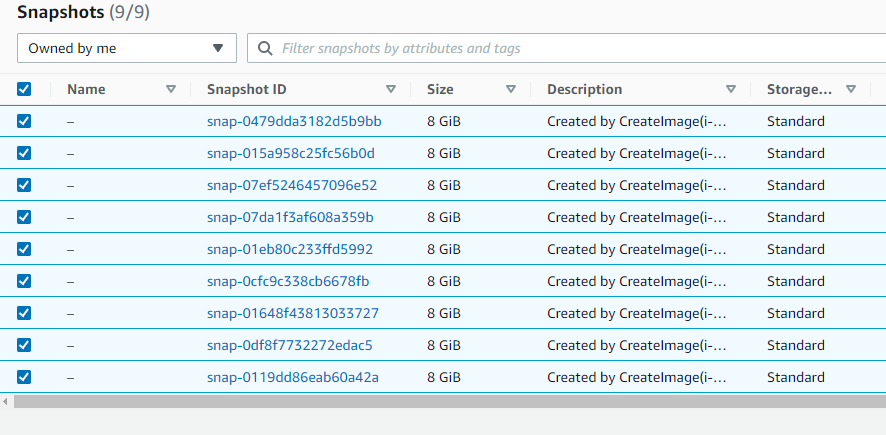 Snapshots (9/9)
Owned by me Filter snapshots by attributes and tags
Name Snapshot ID Size Description Storage...
– snap-0479dda3182d5b9bb 8 GiB Created by CreateImage(i-... Standard
– snap-015a958c25fc56b0d 8 GiB Created by CreateImage(i-... Standard
– snap-07ef5246457096e52 8 GiB Created by CreateImage(i-... Standard
– snap-07da1f3af608a359b 8 GiB Created by CreateImage(i-... Standard
– snap-01eb80c233ffd5992 8 GiB Created by CreateImage(i-... Standard
– snap-0cfc9c338cb6678fb 8 GiB Created by CreateImage(i-... Standard
– snap-01648f43813033727 8 GiB Created by CreateImage(i-... Standard
– snap-0df8f7732272edac5 8 GiB Created by CreateImage(i-... Standard
– snap-0119dd86eab60a42a 8 GiB Created by CreateImage(i-... Standard